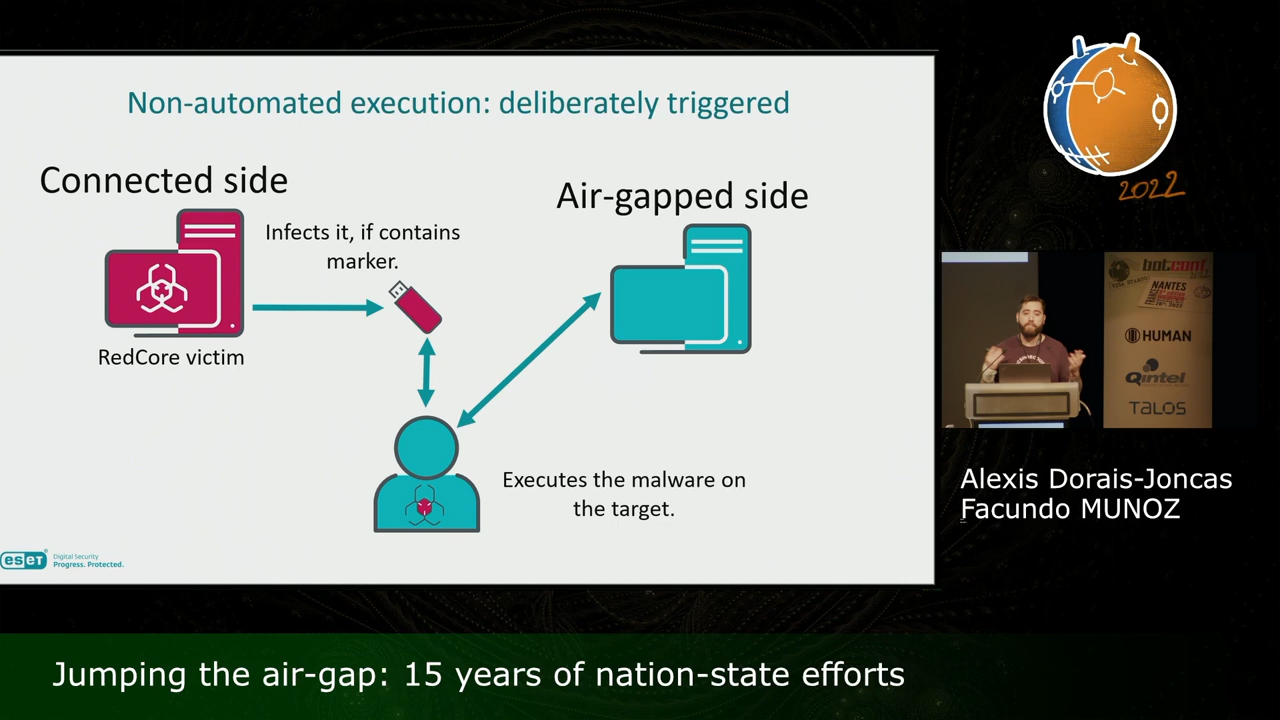 Non-automated execution: deliberately triggered
Connected side
Air-gapped side
Infects it, if contains
marker.
RedCore victim
Executes the malware on
the target.
eseT
Digital Security
Progress. Protected.
2022
botconf
NANTES
HUMAN
Qintel
TALOS
Alexis Dorais-Joncas
Facundo MUNOZ
Jumping the air-gap: 15 years of nation-state efforts